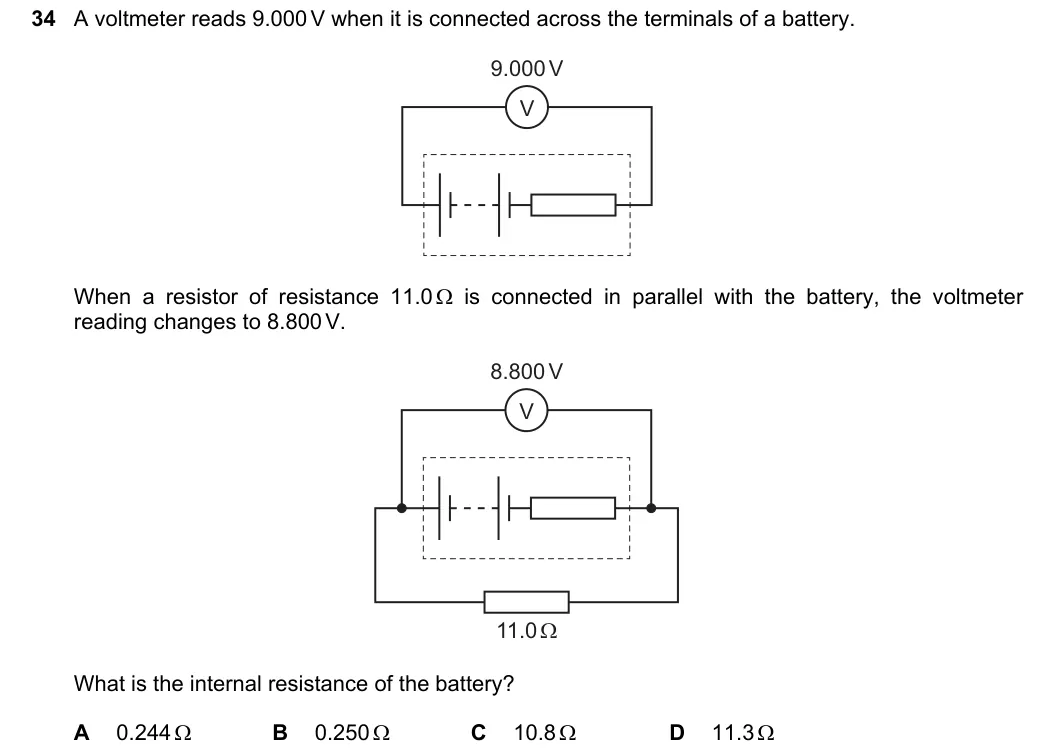 34 A voltmeter reads 9.000 V when it is connected across the terminals of a battery.
9.000 V
V
When a resistor of resistance 11.0 Ω is connected in parallel with the battery, the voltmeter
reading changes to 8.800 V.
8.800 V
V
11.0 Ω
What is the internal resistance of the battery?
A 0.244 Ω B 0.250 Ω C 10.8 Ω D 11.3 Ω